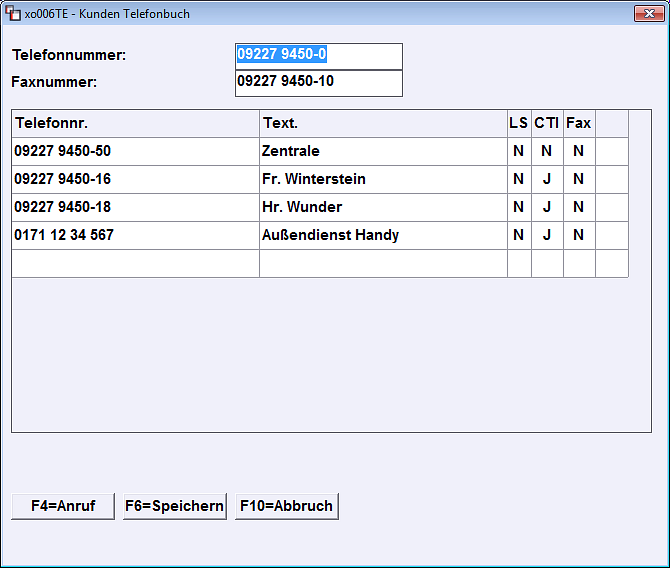 xo006TE - Kunden Telefonbuch
Telefonnummer: 09227 9450-0
Faxnummer: 09227 9450-10
Telefonnr. Text. LS CTI Fax
09227 9450-50 Zentrale N N N
09227 9450-16 Fr. Winterstein N J N
09227 9450-18 Hr. Wunder N J N
0171 12 34 567 Außendienst Handy N J N
F4=Anruf F6=Speichern F10=Abbruch